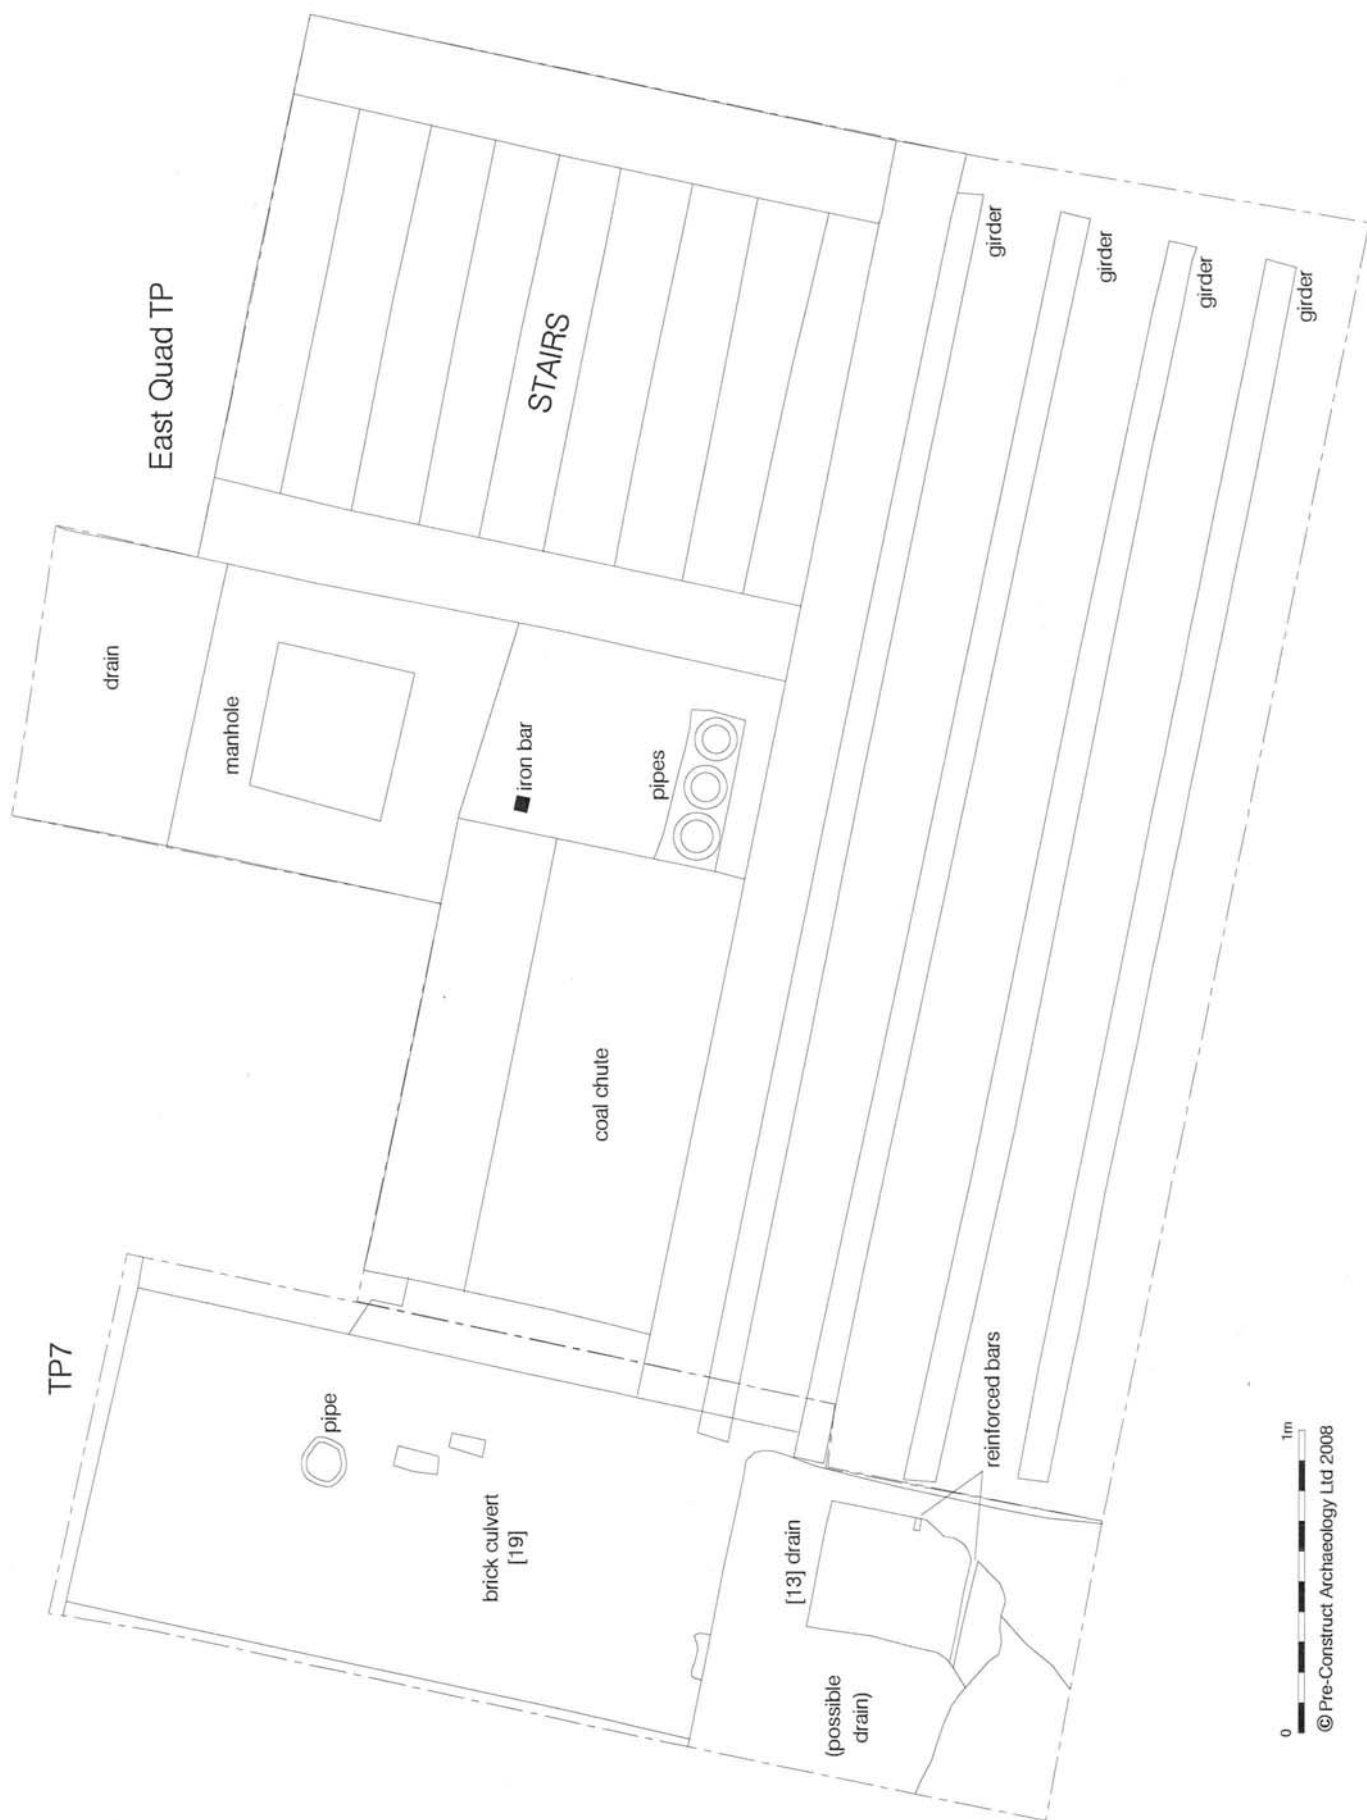 TP7
East Quad TP
drain
manhole
STAIRS
iron bar
pipes
pipe
coal chute
brick culvert
[19]
girder
girder
girder
girder
[13] drain
reinforced bars
(possible
drain)
0 1m
© Pre-Construct Archaeology Ltd 2008